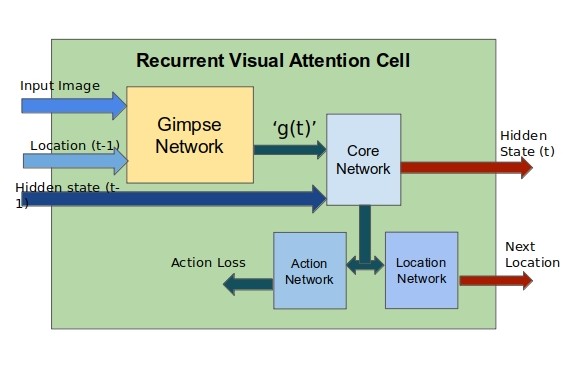 Recurrent Visual Attention Cell
Input Image
Gimpse
Network
‘g(t)’
Location (t-1)
Hidden state (t-
1)
Core
Network
Hidden
State (t)
Action Loss
Action
Network
Location
Network
Next
Location